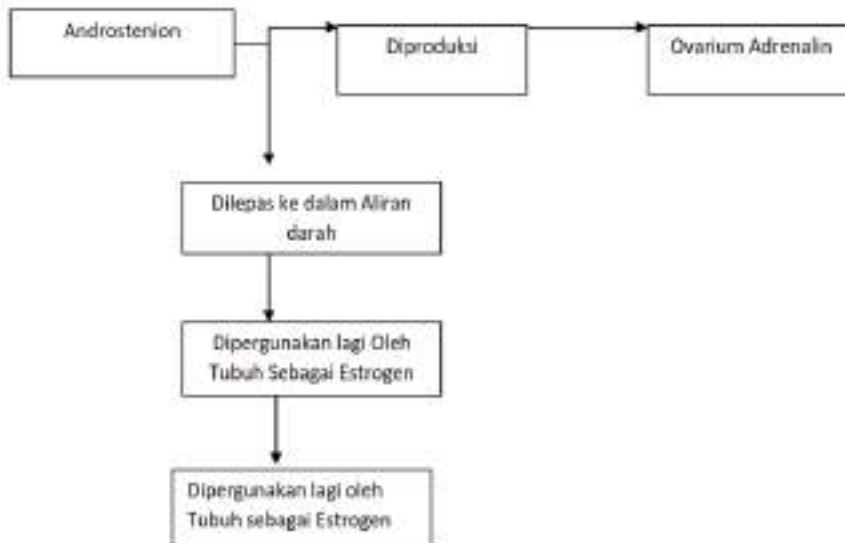 Androstenion
Diproduksi
Ovarium Adrenalin
Dilepas ke dalam Aliran
darah
Dipergunakan lagi Oleh
Tubuh Sebagai Estrogen
Dipergunakan lagi oleh
Tubuh sebagai Estrogen